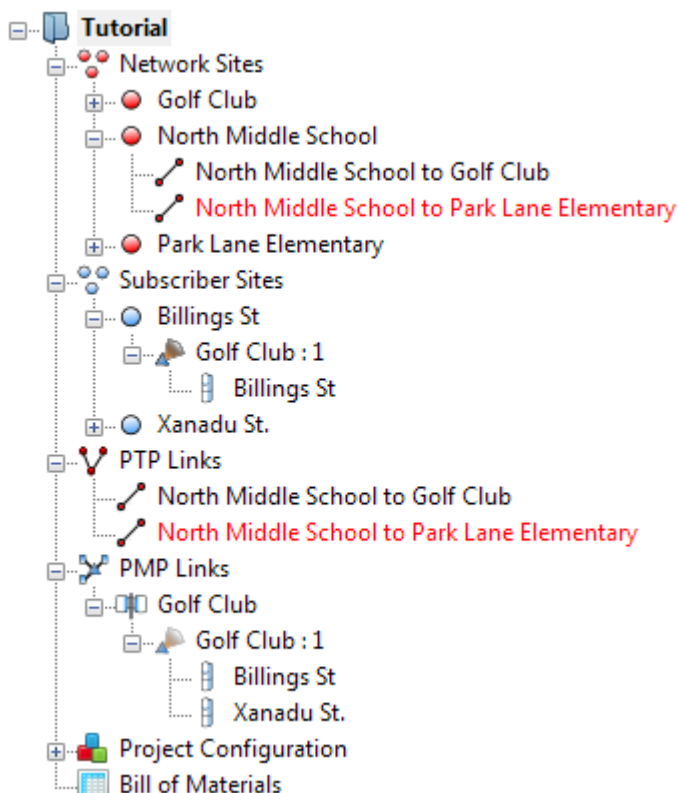 Tutorial
Network Sites
Golf Club
North Middle School
North Middle School to Golf Club
North Middle School to Park Lane Elementary
Park Lane Elementary
Subscriber Sites
Billings St
Golf Club : 1
Billings St
Xanadu St.
PTP Links
North Middle School to Golf Club
North Middle School to Park Lane Elementary
PMP Links
Golf Club
Golf Club : 1
Billings St
Xanadu St.
Project Configuration
Bill of Materials